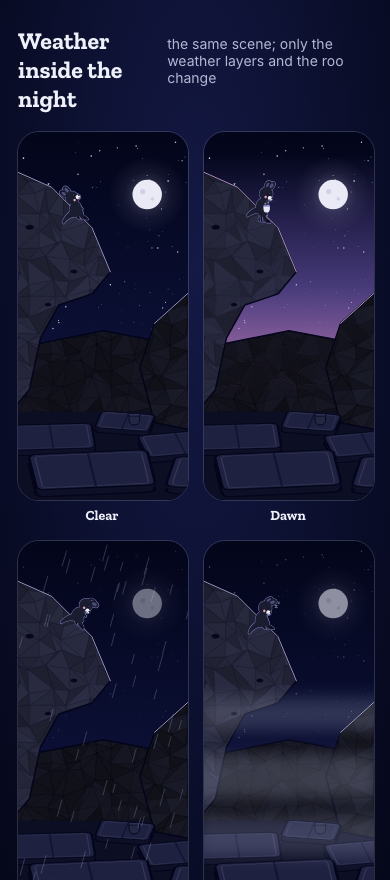 Weather
inside the
night
the same scene; only the
weather layers and the roo
change
Clear
Dawn